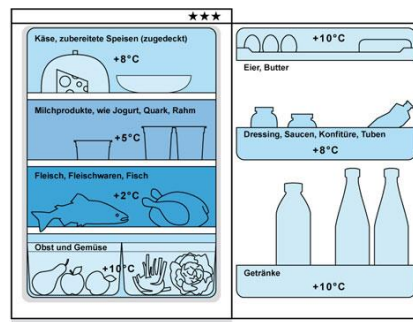 ★★★
Käse, zubereitete Speisen (zugedeckt)
+8°C
Milchprodukte, wie Jogurt, Quark, Rahm
+5°C
Fleisch, Fleischwaren, Fisch
+2°C
Obst und Gemüse
+10°C
+10°C
Eier, Butter
Dressing, Saucen, Konfitüre, Tuben
+8°C
Getränke
+10°C